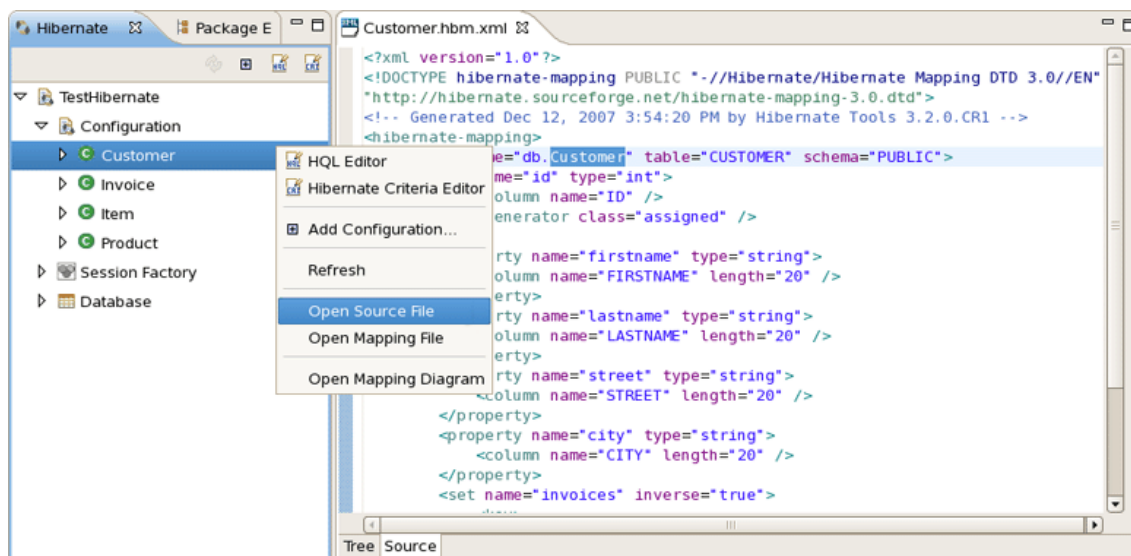 Hibernate
Package E
Customer.hbm.xml
TestHibernate
Configuration
Customer
Invoice
Item
Product
Session Factory
Database
HQL Editor
Hibernate Criteria Editor
Add Configuration...
Refresh
Open Source File
Open Mapping File
Open Mapping Diagram
<?xml version="1.0"?>
<!DOCTYPE hibernate-mapping PUBLIC "-//Hibernate/Hibernate Mapping DTD 3.0//EN"
"http://hibernate.sourceforge.net/hibernate-mapping-3.0.dtd">
<!-- Generated Dec 12, 2007 3:54:20 PM by Hibernate Tools 3.2.0.CR1 -->
<hibernate-mapping>
="db.Customer" table="CUSTOMER" schema="PUBLIC">
me="id" type="int">
olumn name="ID" />
enerator class="assigned" />
rty name="firstname" type="string">
olumn name="FIRSTNAME" length="20" />
erty>
rty name="lastname" type="string">
olumn name="LASTNAME" length="20" />
erty>
rty name="street" type="string">
<column name="STREET" length="20" />
</property>
<property name="city" type="string">
<column name="CITY" length="20" />
</property>
<set name="invoices" inverse="true">
Tree
Source